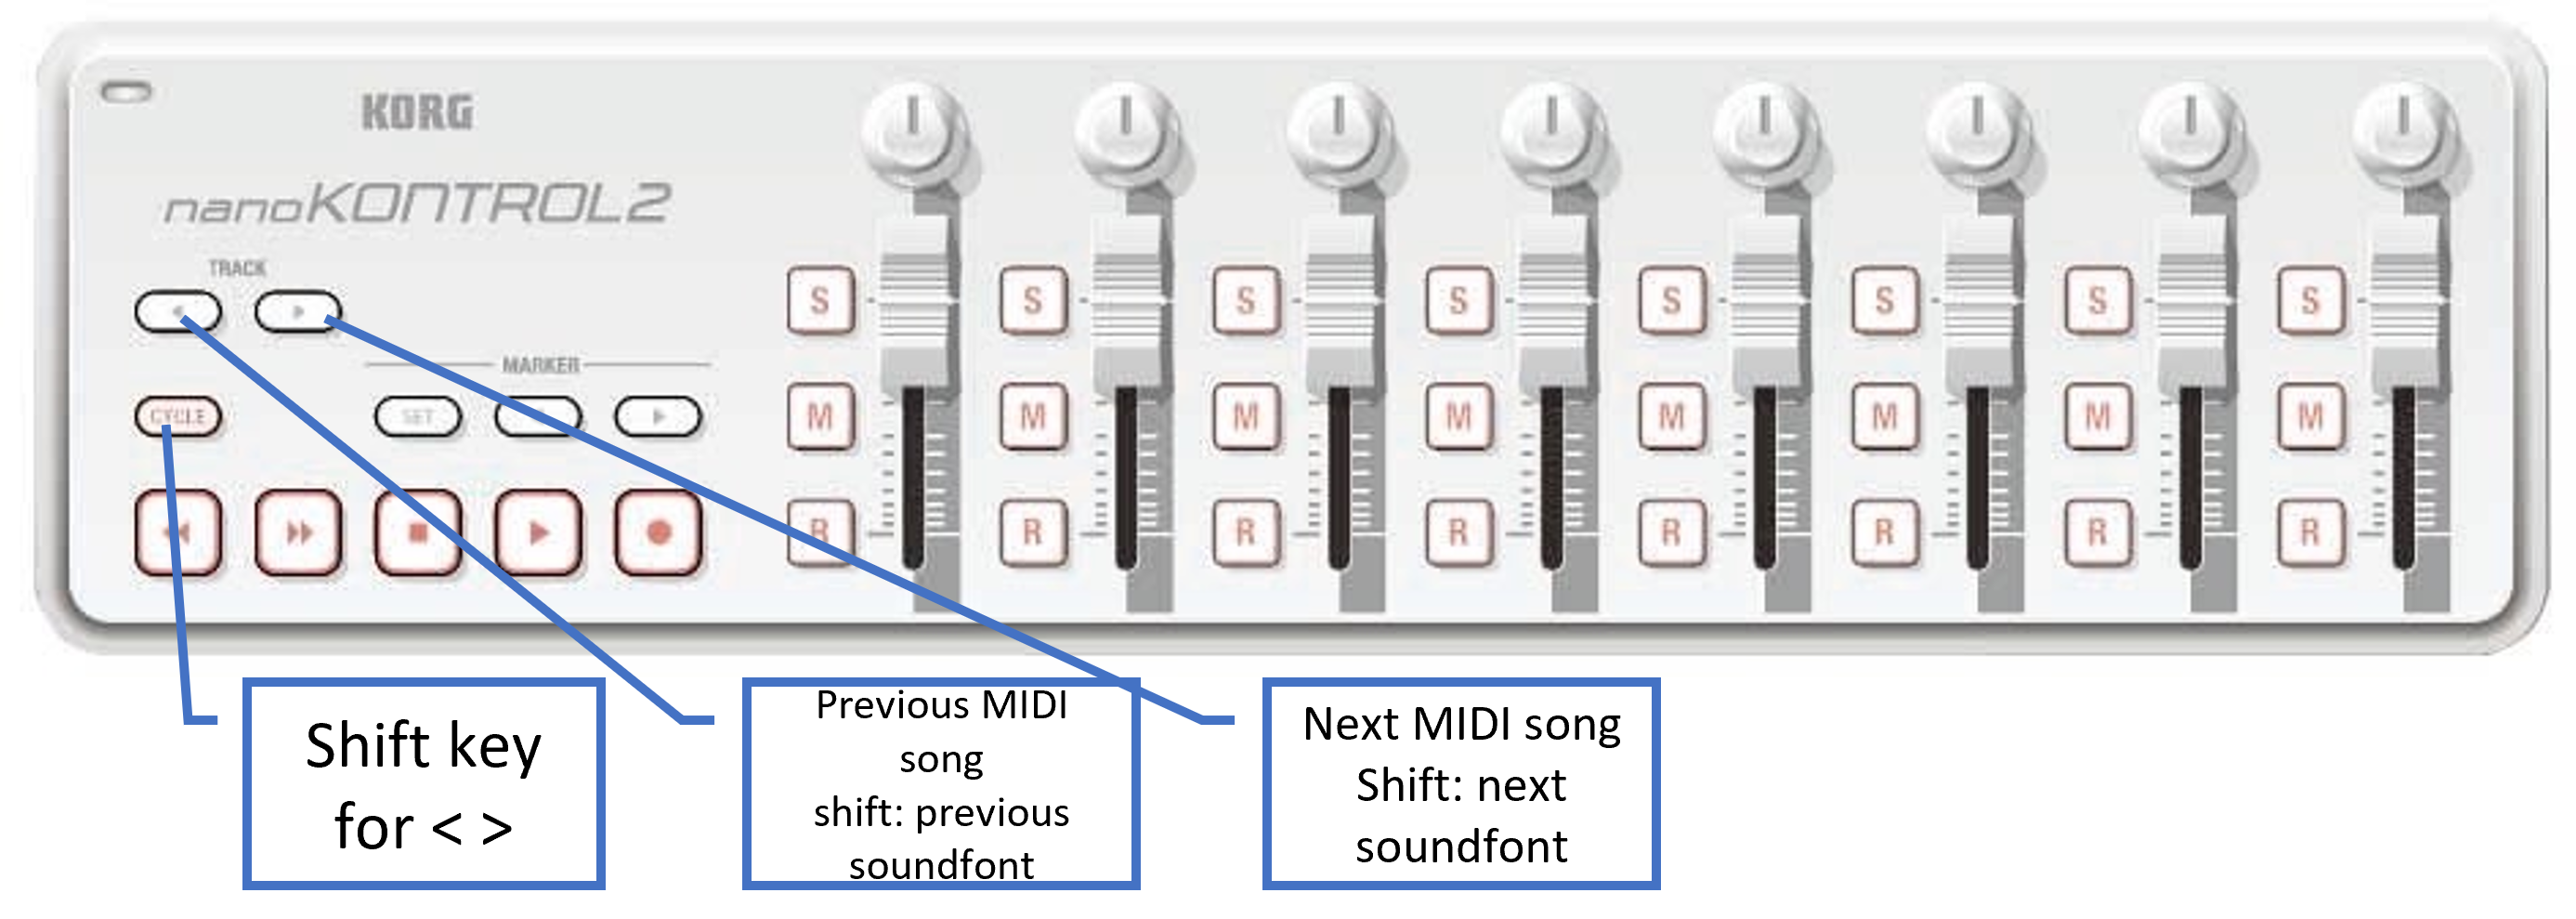 KORG
nanoKONTROL2
TRACK
MARKER
CYCLE
SET
S S S S S S S S
M M M M M M M M
R R R R R R R R
Shift key
for < >
Previous MIDI
song
shift: previous
soundfont
Next MIDI song
Shift: next
soundfont